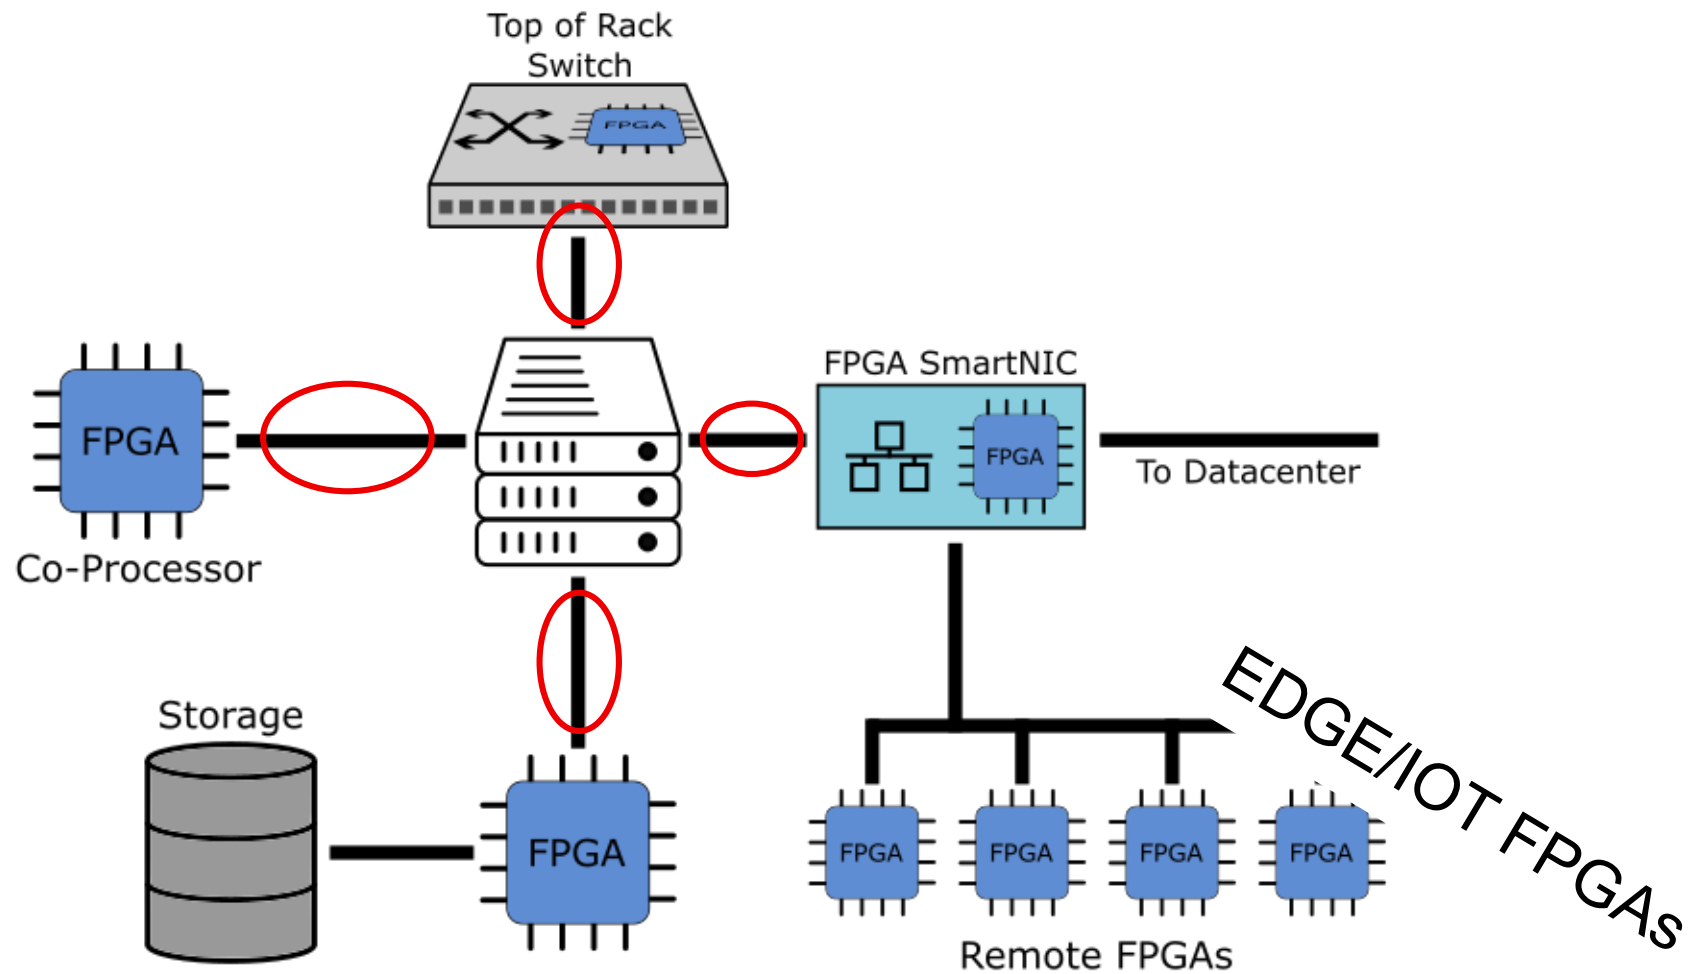 Top of Rack
Switch
FPGA
FPGA SmartNIC
FPGA
FPGA
To Datacenter
Co-Processor
Storage
EDGE/IOT FPGAs
FPGA
FPGA
FPGA
FPGA
FPGA
Remote FPGAs